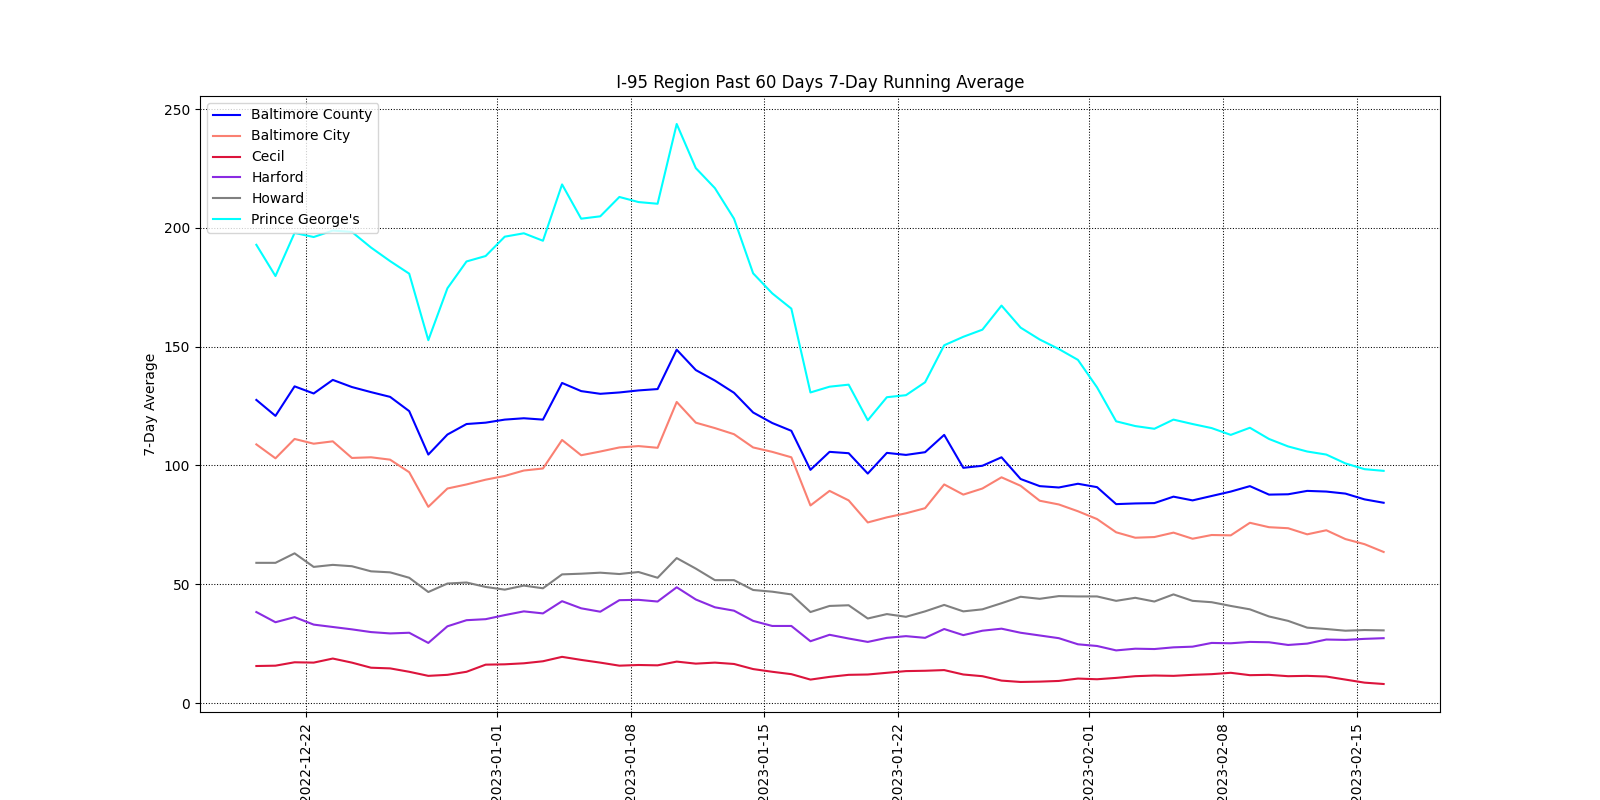 I-95 Region Past 60 Days 7-Day Running Average
Baltimore County
Baltimore City
Cecil
Harford
Howard
Prince George's
7-Day Average
250
200
150
100
50
0
2022-12-22
2023-01-01
2023-01-08
2023-01-15
2023-01-22
2023-02-01
2023-02-08
2023-02-15